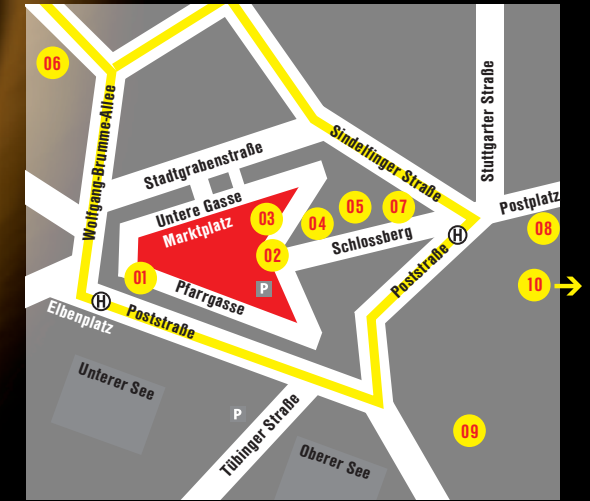 06
Wolfgang-Brumme-Allee
Stadtgrabenstraße
Sindelfinger Straße
Stuttgarter Straße
Untere Gasse
Marktplatz
03
04
05
07
Postplatz
08
Schlossberg
H
02
01
P
10
Pfarrgasse
Poststraße
H
Elbenplatz
Poststraße
Unterer See
P
Tübinger Straße
Oberer See
09